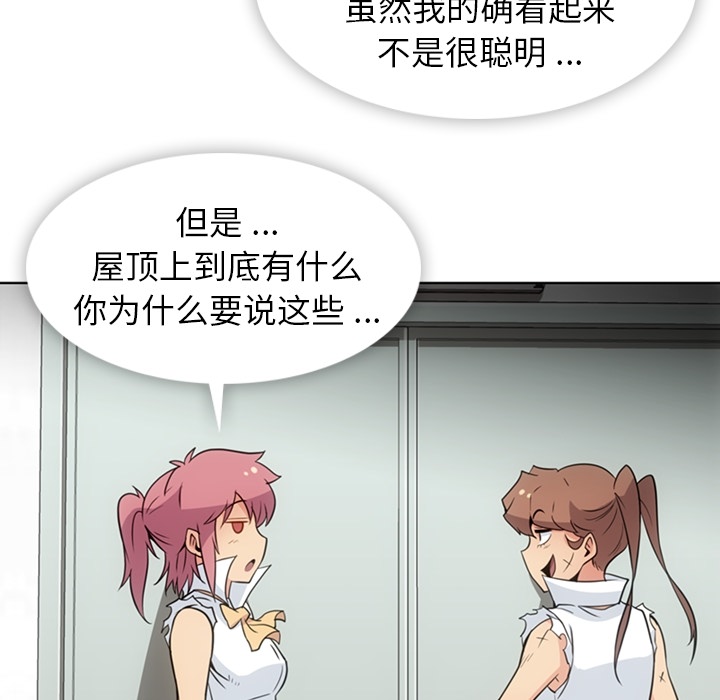 虽然我的确看起来
不是很聪明 ...
但是 ...
屋顶上到底有什么
你为什么要说这些 ...